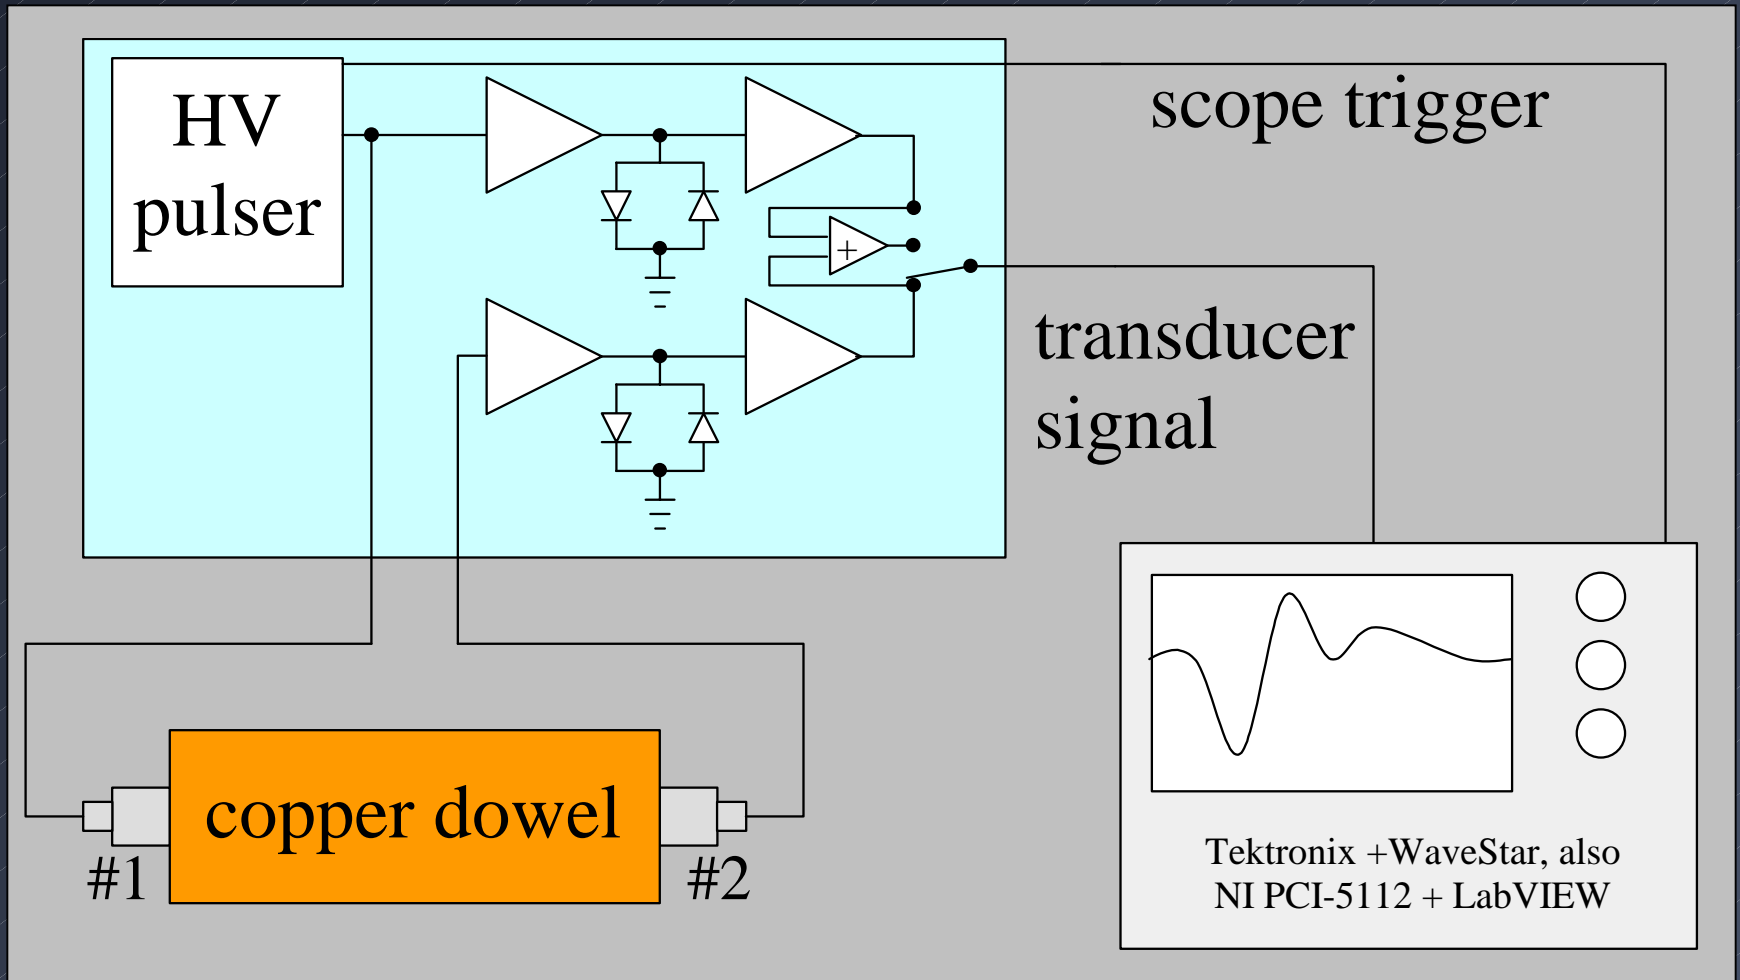 HV
pulser
scope trigger
+
transducer
signal
copper dowel
#1
#2
Tektronix +WaveStar, also
NI PCI-5112 + LabVIEW